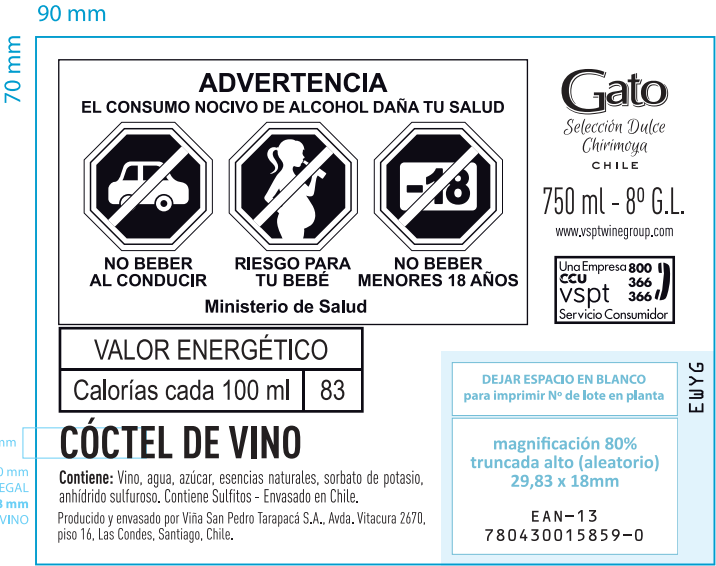 90 mm
70 mm
ADVERTENCIA
EL CONSUMO NOCIVO DE ALCOHOL DAÑA TU SALUD
-18
NO BEBER
AL CONDUCIR
RIESGO PARA
TU BEBÉ
NO BEBER
MENORES 18 AÑOS
Ministerio de Salud
Gato
Selección Dulce
Chirimoya
CHILE
750 ml - 8º G.L.
www.vsptwinegroup.com
Una Empresa 800
CCU 366
vspt 366
Servicio Consumidor
VALOR ENERGÉTICO
Calorías cada 100 ml 83
CÓCTEL DE VINO
Contiene: Vino, agua, azúcar, esencias naturales, sorbato de potasio,
anhídrido sulfuroso. Contiene Sulfitos - Envasado en Chile.
Producido y envasado por Viña San Pedro Tarapacá S.A., Avda. Vitacura 2670,
piso 16, Las Condes, Santiago, Chile.
DEJAR ESPACIO EN BLANCO
para imprimir Nº de lote en planta
EWYG
magnificación 80%
truncada alto (aleatorio)
29,83 x 18mm
EAN-13
780430015859-0
mm
mm
EGAL
mm
VINO